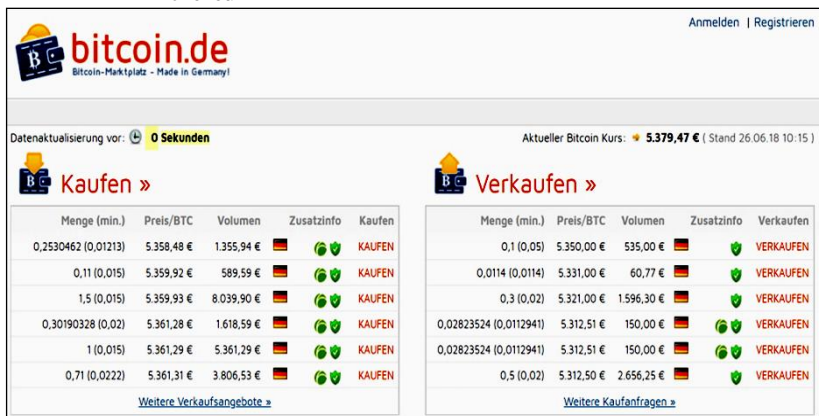 Anmelden | Registrieren
bitcoin.de
Bitcoin-Marktplatz - Made in Germany!
Datenaktualisierung vor: 0 Sekunden
Aktueller Bitcoin Kurs: 5.379,47 € ( Stand 26.06.18 10:15 )
Kaufen »
Menge (min.) Preis/BTC Volumen Zusatzinfo Kaufen
0,2530462 (0,01213) 5.358,48 € 1.355,94 € KAUFEN
0,11 (0,015) 5.359,92 € 589,59 € KAUFEN
1,5 (0,015) 5.359,93 € 8.039,90 € KAUFEN
0,30190328 (0,02) 5.361,28 € 1.618,59 € KAUFEN
1 (0,015) 5.361,29 € 5.361,29 € KAUFEN
0,71 (0,0222) 5.361,31 € 3.806,53 € KAUFEN
Weitere Verkaufsangebote »
Verkaufen »
Menge (min.) Preis/BTC Volumen Zusatzinfo Verkaufen
0,1 (0,05) 5.350,00 € 535,00 € VERKAUFEN
0,0114 (0,0114) 5.331,00 € 60,77 € VERKAUFEN
0,3 (0,02) 5.321,00 € 1.596,30 € VERKAUFEN
0,02823524 (0,0112941) 5.312,51 € 150,00 € VERKAUFEN
0,02823524 (0,0112941) 5.312,51 € 150,00 € VERKAUFEN
0,5 (0,02) 5.312,50 € 2.656,25 € VERKAUFEN
Weitere Kaufanfragen »